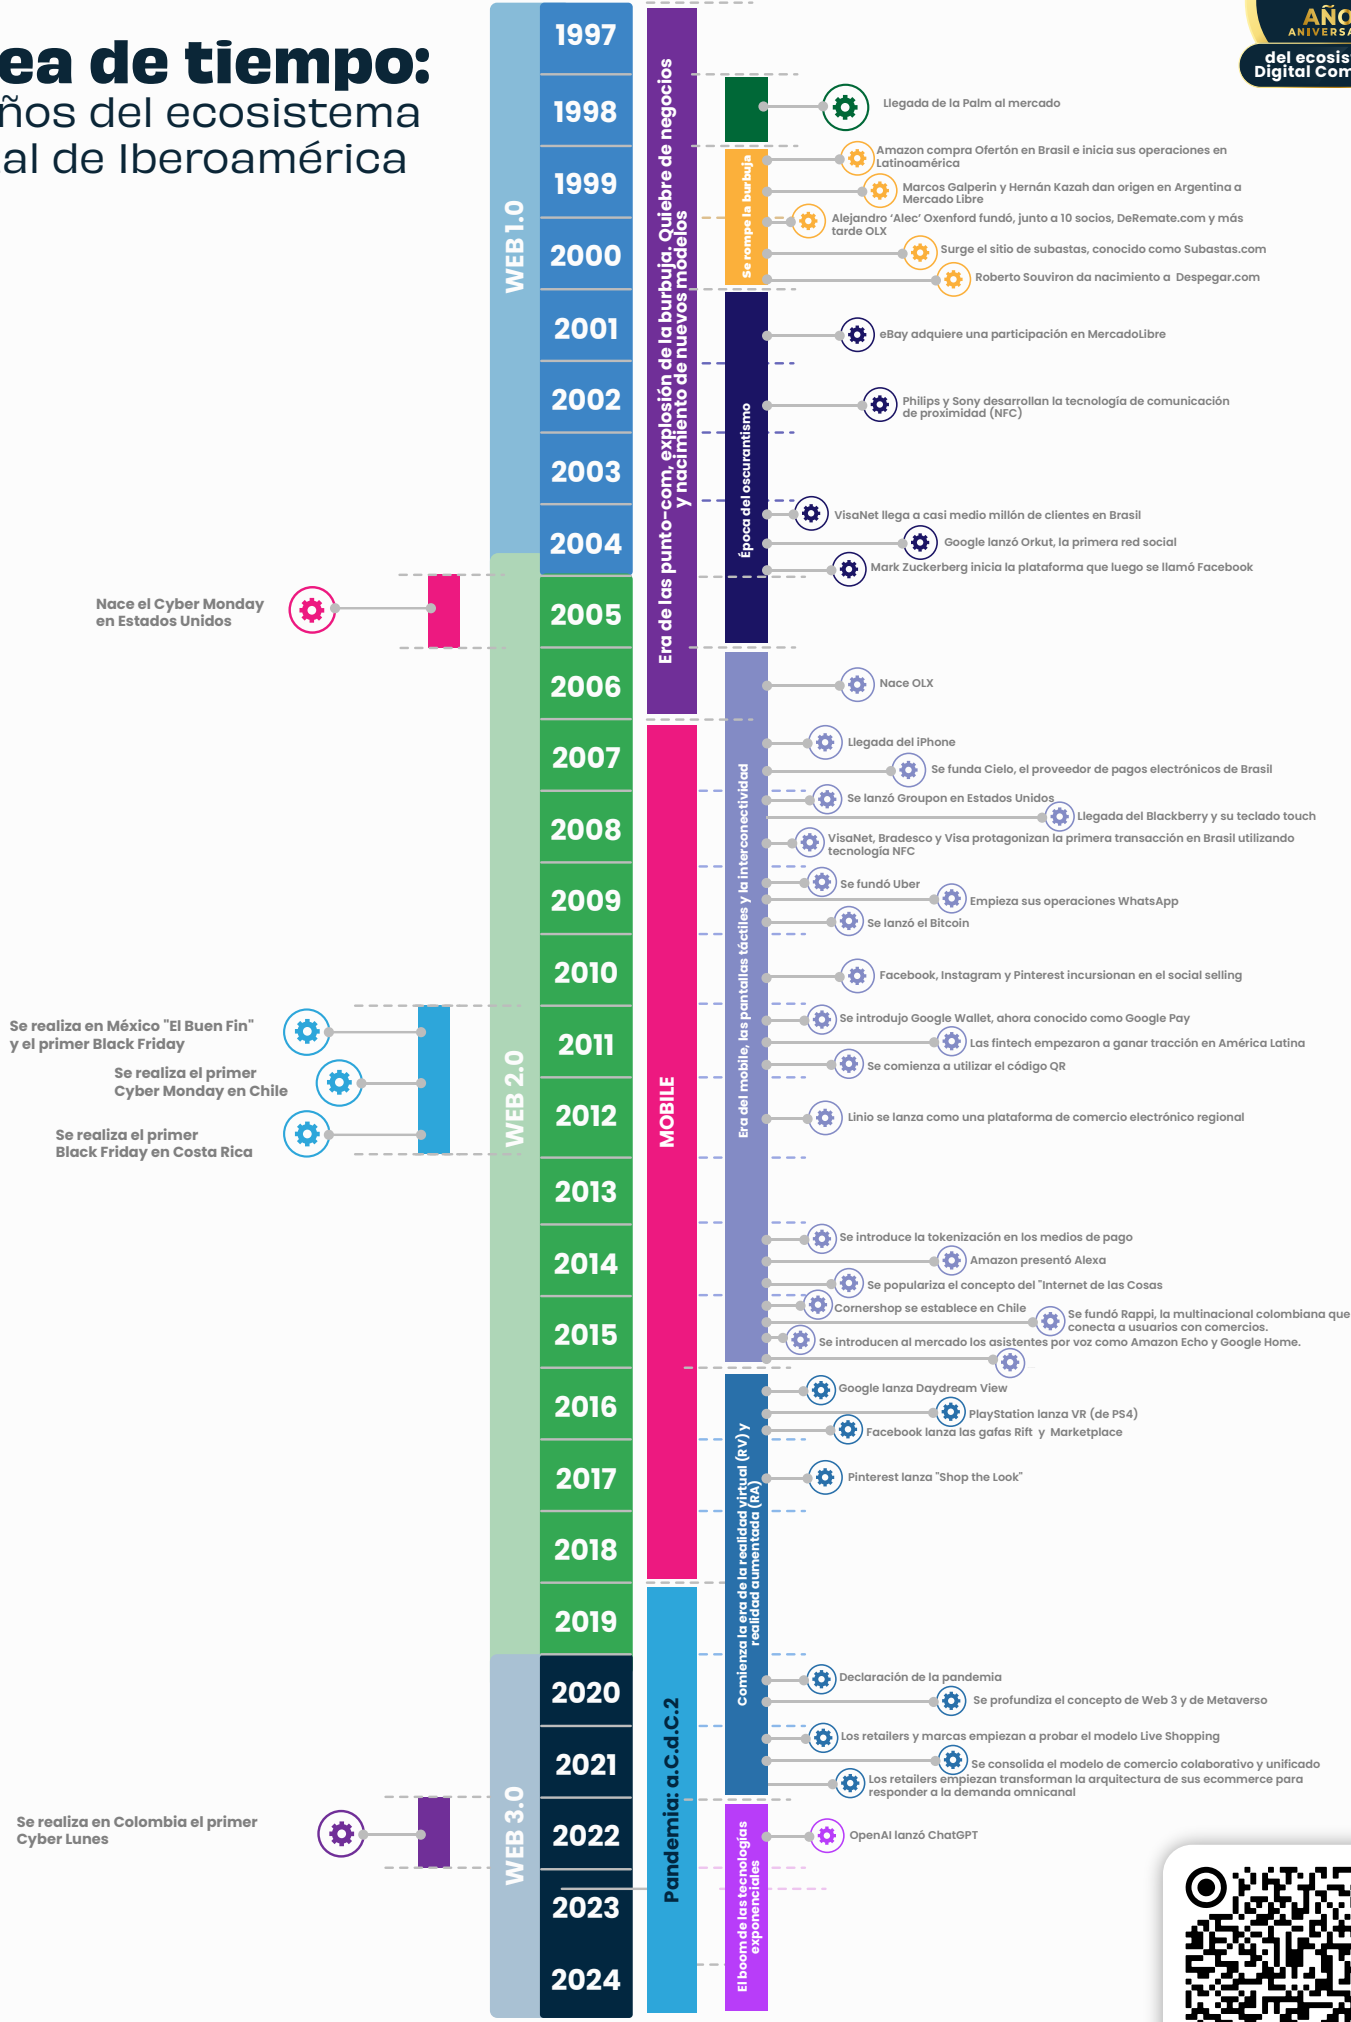 ea de tiempo:
ños del ecosistema
al de Iberoamérica
AÑO
ANIVERSA
del ecosis
Digital Com
WEB 1.0
WEB 2.0
WEB 3.0
1997
1998
1999
2000
2001
2002
2003
2004
2005
2006
2007
2008
2009
2010
2011
2012
2013
2014
2015
2016
2017
2018
2019
2020
2021
2022
2023
2024
Era de las punto-com, explosión de la burbuja. Quiebre de negocios
y nacimiento de nuevos modelos
MOBILE
Pandemia: a.C.d.C.2
Llegada de la Palm al mercado
Se rompe la burbuja
Amazon compra Ofertón en Brasil e inicia sus operaciones en
Latinoamérica
Marcos Galperin y Hernán Kazah dan origen en Argentina a
Mercado Libre
Alejandro ‘Alec’ Oxenford fundó, junto a 10 socios, DeRemate.com y más
tarde OLX
Surge el sitio de subastas, conocido como Subastas.com
Roberto Souviron da nacimiento a  Despegar.com
Época del oscurantismo
eBay adquiere una participación en MercadoLibre
Philips y Sony desarrollan la tecnología de comunicación
de proximidad (NFC)
VisaNet llega a casi medio millón de clientes en Brasil
Google lanzó Orkut, la primera red social
Mark Zuckerberg inicia la plataforma que luego se llamó Facebook
Nace el Cyber Monday
en Estados Unidos
Era del mobile, las pantallas táctiles y la interconectividad
Nace OLX
Llegada del iPhone
Se funda Cielo, el proveedor de pagos electrónicos de Brasil
Se lanzó Groupon en Estados Unidos
Llegada del Blackberry y su teclado touch
VisaNet, Bradesco y Visa protagonizan la primera transacción en Brasil utilizando
tecnología NFC
Se fundó Uber
Empieza sus operaciones WhatsApp
Se lanzó el Bitcoin
Facebook, Instagram y Pinterest incursionan en el social selling
Se introdujo Google Wallet, ahora conocido como Google Pay
Las fintech empezaron a ganar tracción en América Latina
Se comienza a utilizar el código QR
Linio se lanza como una plataforma de comercio electrónico regional
Se realiza en México "El Buen Fin"
y el primer Black Friday
Se realiza el primer
Cyber Monday en Chile
Se realiza el primer
Black Friday en Costa Rica
Se introduce la tokenización en los medios de pago
Amazon presentó Alexa
Se populariza el concepto del "Internet de las Cosas
Cornershop se establece en Chile
Se fundó Rappi, la multinacional colombiana que
conecta a usuarios con comercios.
Se introducen al mercado los asistentes por voz como Amazon Echo y Google Home.
Comienza la era de la realidad virtual (RV) y
realidad aumentada (RA)
Google lanza Daydream View
PlayStation lanza VR (de PS4)
Facebook lanza las gafas Rift  y  Marketplace
Pinterest lanza "Shop the Look"
Declaración de la pandemia
Se profundiza el concepto de Web 3 y de Metaverso
Los retailers y marcas empiezan a probar el modelo Live Shopping
Se consolida el modelo de comercio colaborativo y unificado
Los retailers empiezan transforman la arquitectura de sus ecommerce para
responder a la demanda omnicanal
Se realiza en Colombia el primer
Cyber Lunes
El boom de las tecnologías
exponenciales
OpenAI lanzó ChatGPT